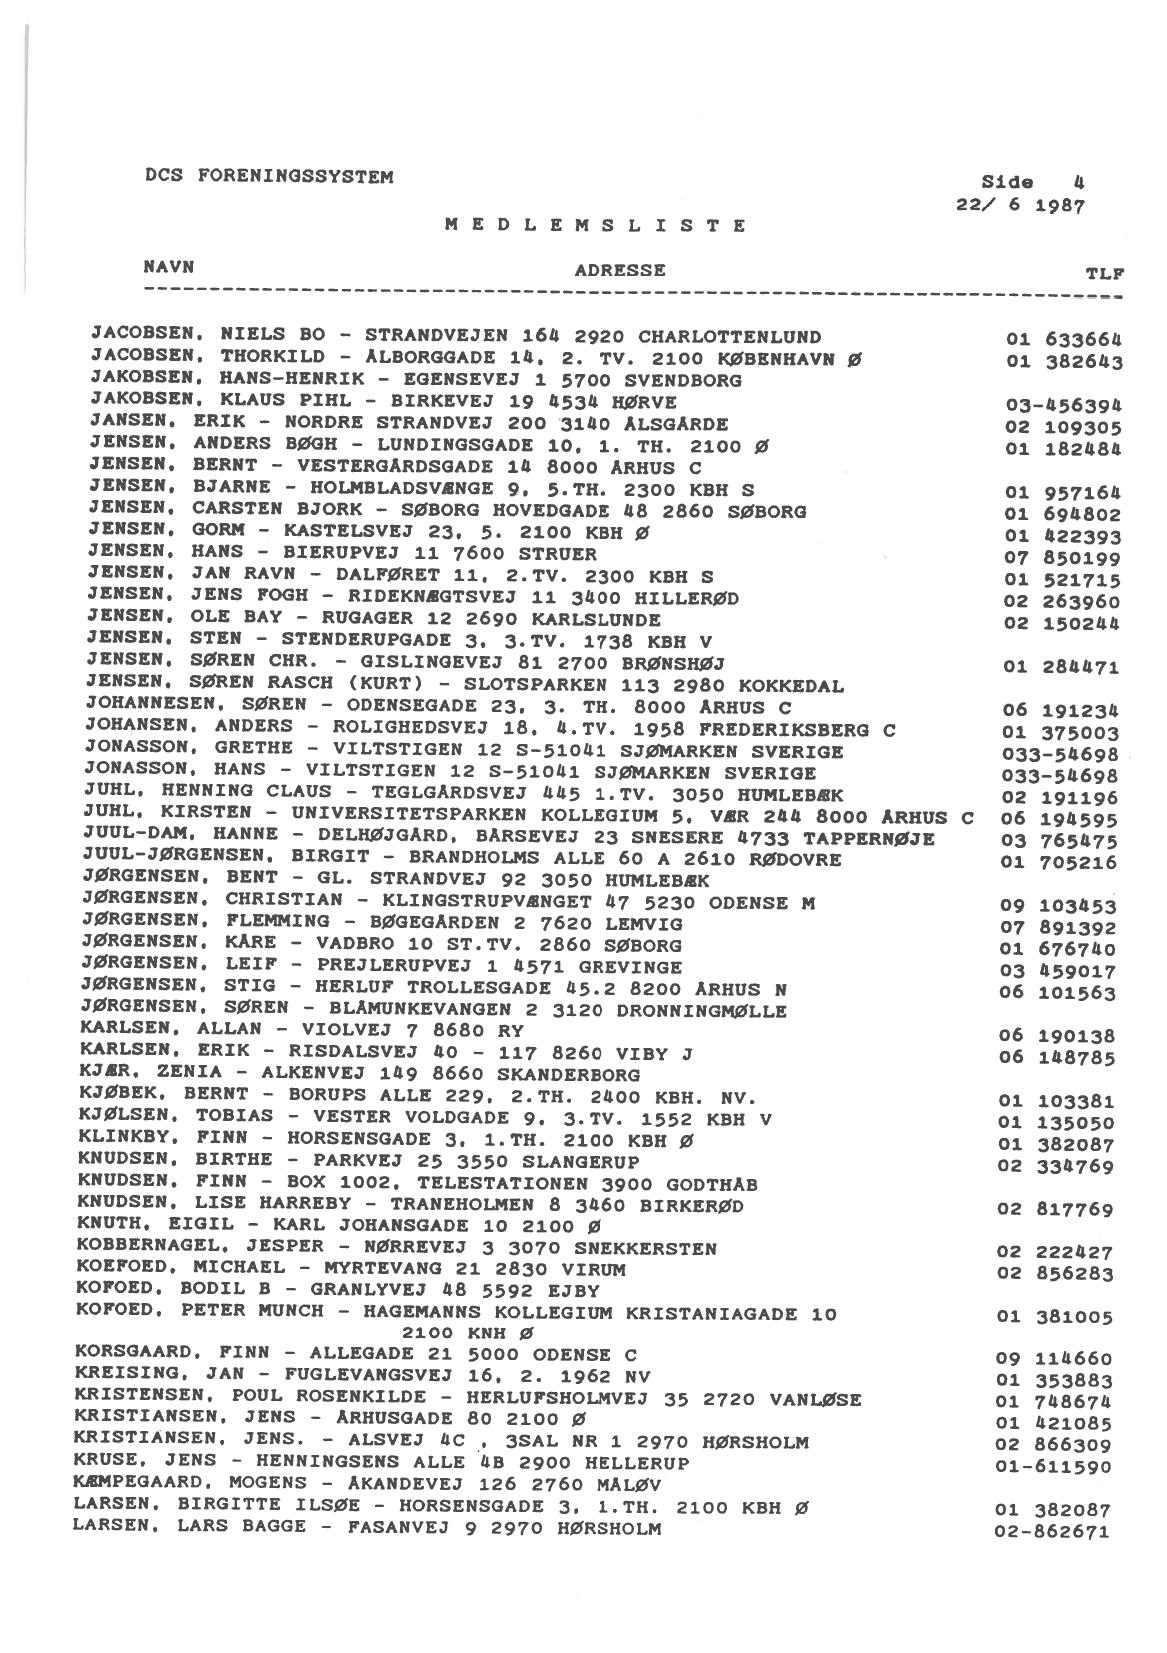 DCS FORENINGSSYSTEM
Side 4
22/ 6 1987
M E D L E M S L I S T E
NAVN ADRESSE TLF
JACOBSEN, NIELS BO - STRANDVEJEN 164 2920 CHARLOTTENLUND 01 633664
JACOBSEN, THORKILD - ÅLBORGGADE 14, 2. TV. 2100 KØBENHAVN Ø 01 382643
JAKOBSEN, HANS-HENRIK - EGENSEVEJ 1 5700 SVENDBORG
JAKOBSEN, KLAUS PIHL - BIRKEVEJ 19 4534 HØRVE 03-456394
JANSEN, ERIK - NORDRE STRANDVEJ 200 3140 ÅLSGÅRDE 02 109305
JENSEN, ANDERS BØGH - LUNDINGSGADE 10, 1. TH. 2100 Ø 01 182484
JENSEN, BERNT - VESTERGÅRDSGADE 14 8000 ÅRHUS C
JENSEN, BJARNE - HOLMBLADSVÆNGE 9, 5.TH. 2300 KBH S 01 957164
JENSEN, CARSTEN BJORK - SØBORG HOVEDGADE 48 2860 SØBORG 01 694802
JENSEN, GORM - KASTELSVEJ 23, 5. 2100 KBH Ø 01 422393
JENSEN, HANS - BIERUPVEJ 11 7600 STRUER 07 850199
JENSEN, JAN RAVN - DALFØRET 11, 2.TV. 2300 KBH S 01 521715
JENSEN, JENS FOGH - RIDEKNÆGTSVEJ 11 3400 HILLERØD 02 263960
JENSEN, OLE BAY - RUGAGER 12 2690 KARLSLUNDE 02 150244
JENSEN, STEN - STENDERUPGADE 3, 3.TV. 1738 KBH V
JENSEN, SØREN CHR. - GISLINGEVEJ 81 2700 BRØNSHØJ 01 284471
JENSEN, SØREN RASCH (KURT) - SLOTSPARKEN 113 2980 KOKKEDAL
JOHANNESEN, SØREN - ODENSEGADE 23, 3. TH. 8000 ÅRHUS C 06 191234
JOHANSEN, ANDERS - ROLIGHEDSVEJ 18, 4.TV. 1958 FREDERIKSBERG C 01 375003
JONASSON, GRETHE - VILTSTIGEN 12 S-51041 SJØMARKEN SVERIGE 033-54698
JONASSON, HANS - VILTSTIGEN 12 S-51041 SJØMARKEN SVERIGE 033-54698
JUHL, HENNING CLAUS - TEGLGÅRDSVEJ 445 1.TV. 3050 HUMLEBÆK 02 191196
JUHL, KIRSTEN - UNIVERSITETSPARKEN KOLLEGIUM 5, VÆR 244 8000 ÅRHUS C 06 194595
JUUL-DAM, HANNE - DELHØJGÅRD, BÅRSEVEJ 23 SNESERE 4733 TAPPERNØJE 03 765475
JUUL-JØRGENSEN, BIRGIT - BRANDHOLMS ALLE 60 A 2610 RØDOVRE 01 705216
JØRGENSEN, BENT - GL. STRANDVEJ 92 3050 HUMLEBÆK
JØRGENSEN, CHRISTIAN - KLINGSTRUPVÆNGET 47 5230 ODENSE M 09 103453
JØRGENSEN, FLEMMING - BØGEGÅRDEN 2 7620 LEMVIG 07 891392
JØRGENSEN, KÅRE - VADBRO 10 ST.TV. 2860 SØBORG 01 676740
JØRGENSEN, LEIF - PREJLERUPVEJ 1 4571 GREVINGE 03 459017
JØRGENSEN, STIG - HERLUF TROLLESGADE 45.2 8200 ÅRHUS N 06 101563
JØRGENSEN, SØREN - BLÅMUNKEVANGEN 2 3120 DRONNINGMØLLE
KARLSEN, ALLAN - VIOLVEJ 7 8680 RY 06 190138
KARLSEN, ERIK - RISDALSVEJ 40 - 117 8260 VIBY J 06 148785
KJÆR, ZENIA - ALKENVEJ 149 8660 SKANDERBORG
KJØBEK, BERNT - BORUPS ALLE 229, 2.TH. 2400 KBH. NV. 01 103381
KJØLSEN, TOBIAS - VESTER VOLDGADE 9, 3.TV. 1552 KBH V 01 135050
KLINKBY, FINN - HORSENSGADE 3, 1.TH. 2100 KBH Ø 01 382087
KNUDSEN, BIRTHE - PARKVEJ 25 3550 SLANGERUP 02 334769
KNUDSEN, FINN - BOX 1002, TELESTATIONEN 3900 GODTHÅB
KNUDSEN, LISE HARREBY - TRANEHOLMEN 8 3460 BIRKERØD 02 817769
KNUTH, EIGIL - KARL JOHANSGADE 10 2100 Ø
KOBBERNAGEL, JESPER - NØRREVEJ 3 3070 SNEKKERSTEN 02 222427
KOEFOED, MICHAEL - MYRTEVANG 21 2830 VIRUM 02 856283
KOFOED, BODIL B - GRANLYVEJ 48 5592 EJBY
KOFOED, PETER MUNCH - HAGEMANNS KOLLEGIUM KRISTANIAGADE 10 01 381005
2100 KNH Ø
KORSGAARD, FINN - ALLEGADE 21 5000 ODENSE C 09 114660
KREISING, JAN - FUGLEVANGSVEJ 16, 2. 1962 NV 01 353883
KRISTENSEN, POUL ROSENKILDE - HERLUFSHOLMVEJ 35 2720 VANLØSE 01 748674
KRISTIANSEN, JENS - ÅRHUSGADE 80 2100 Ø 01 421085
KRISTIANSEN, JENS. - ALSVEJ 4C , 3SAL NR 1 2970 HØRSHOLM 02 866309
KRUSE, JENS - HENNINGSENS ALLE 4B 2900 HELLERUP 01-611590
KÆMPEGAARD, MOGENS - ÅKANDEVEJ 126 2760 MÅLØV
LARSEN, BIRGITTE ILSØE - HORSENSGADE 3, 1.TH. 2100 KBH Ø 01 382087
LARSEN, LARS BAGGE - FASANVEJ 9 2970 HØRSHOLM 02-862671